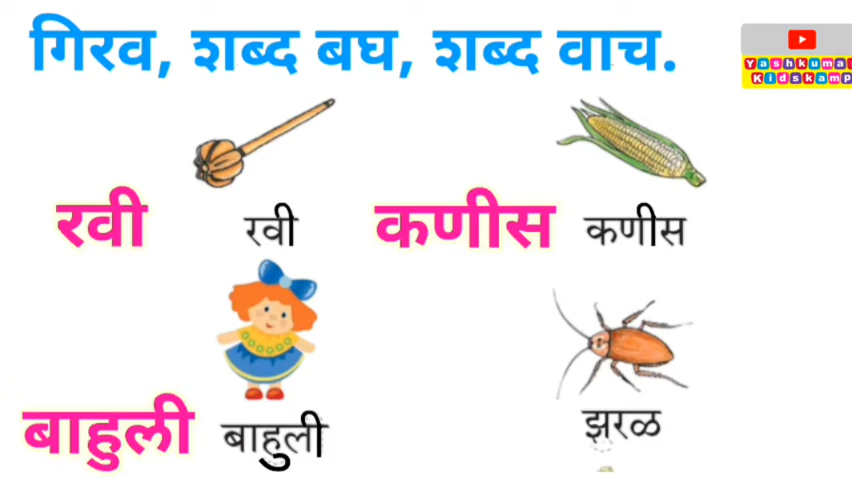 गिरव, शब्द बघ, शब्द वाच.
Yashkumar
Kidskamp
रवी रवी कणीस कणीस
बाहुली बाहुली झरळ